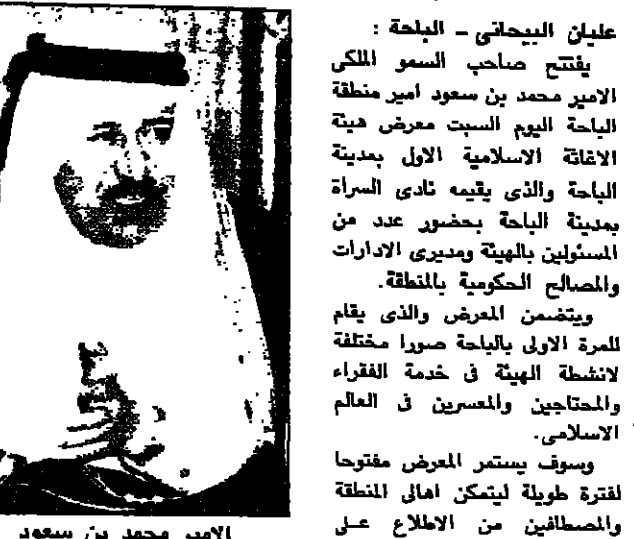 عليان البيحانى - الباحة :
يفتتح صاحب السمو الملكى
الامير محمد بن سعود امير منطقة
الباحة اليوم السبت معرض هيئة
الاغاثة الاسلامية الاول بمدينة
الباحة والذى يقيمه نادى السراة
بمدينة الباحة بحضور عدد من
المسئولين بالهيئة ومديرى الادارات
والمصالح الحكومية بالمنطقة.
ويتضمن المعرض والذى يقام
للمرة الاولى بالباحة صورا مختلفة
لانشطة الهيئة فى خدمة الفقراء
والمحتاجين والمعسرين فى العالم
الاسلامى.
وسوف يستمر المعرض مفتوحا
لفترة طويلة ليتمكن اهالى المنطقة
والمصطافين من الاطلاع على
الامير محمد بن سعود